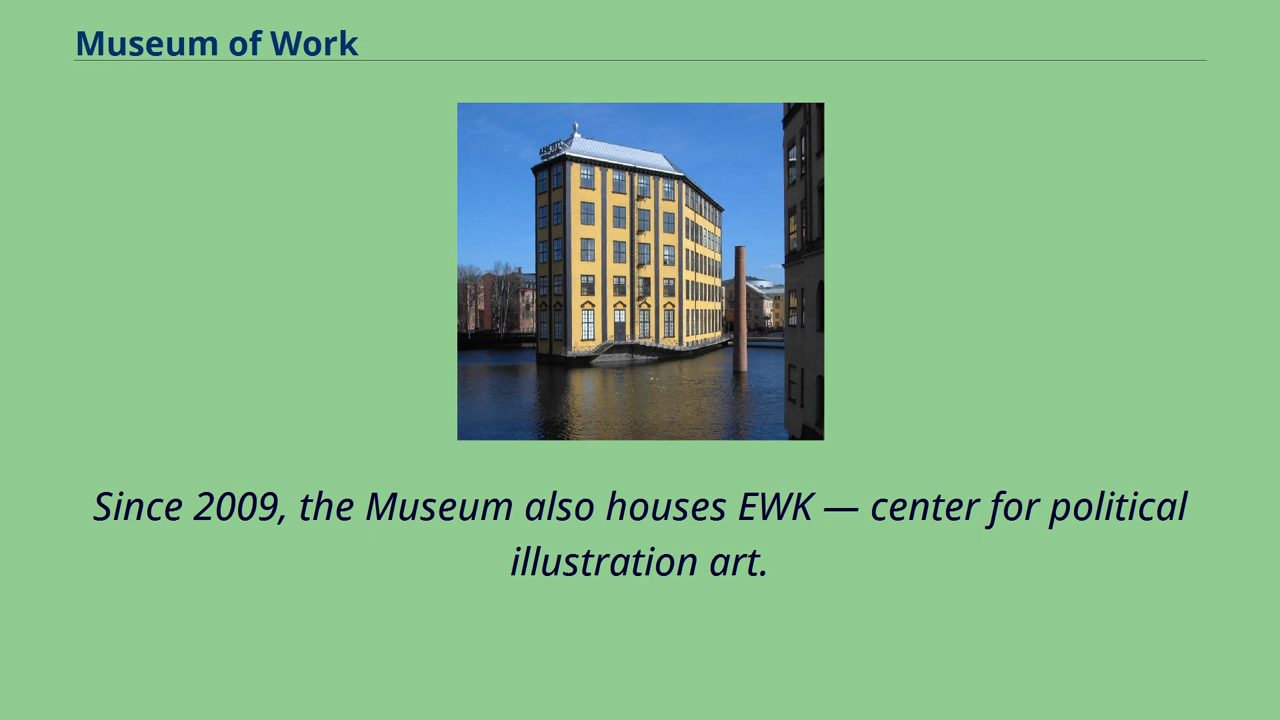 Museum of Work
Since 2009, the Museum also houses EWK — center for political
illustration art.